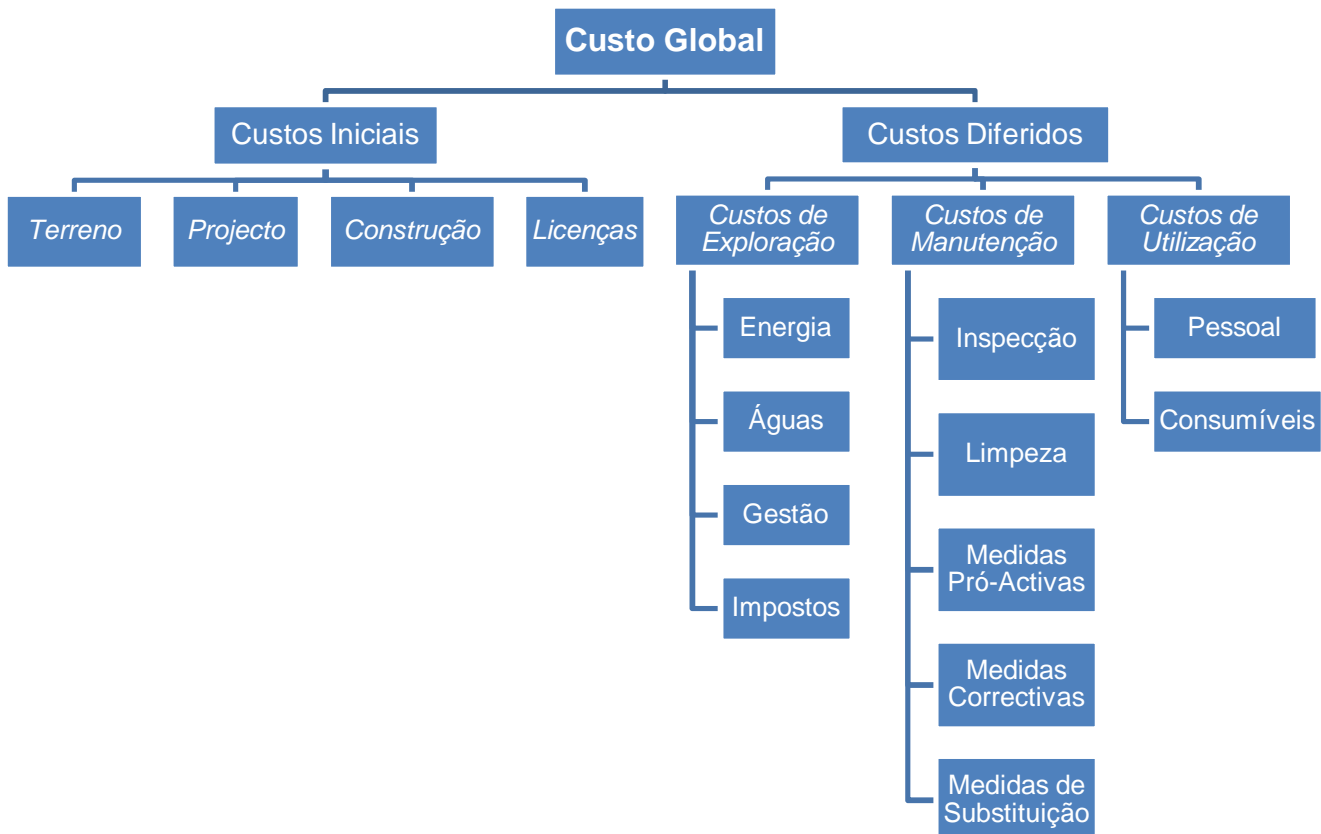 Custo Global
Custos Iniciais
Custos Diferidos
Terreno
Projecto
Construção
Licenças
Custos de
Exploração
Custos de
Manutenção
Custos de
Utilização
Energia
Águas
Gestão
Impostos
Inspecção
Limpeza
Medidas
Pró-Activas
Medidas
Correctivas
Medidas de
Substituição
Pessoal
Consumíveis